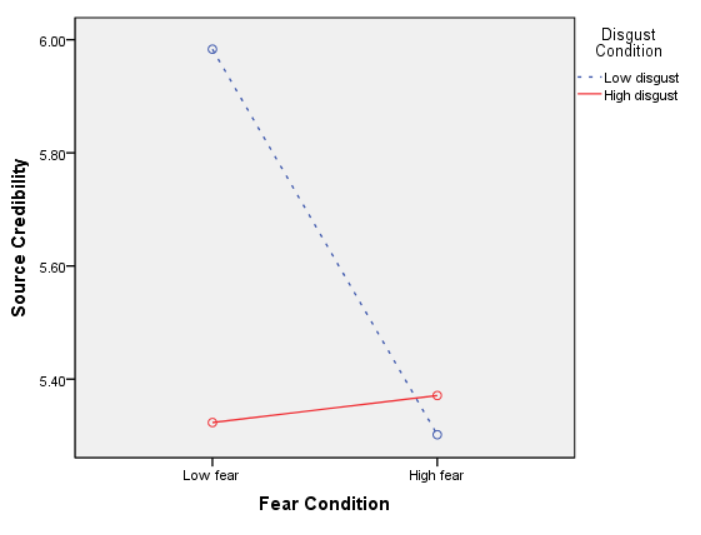 Disgust
Condition
Low disgust
High disgust
Source Credibility
6.00
5.80
5.60
5.40
Low fear
High fear
Fear Condition